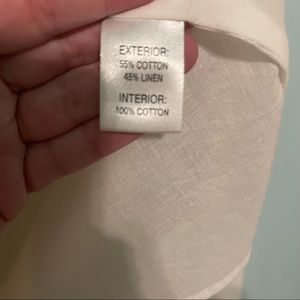 EXTERIOR:
55% COTTON
45% LINEN
INTERIOR:
100% COTTON